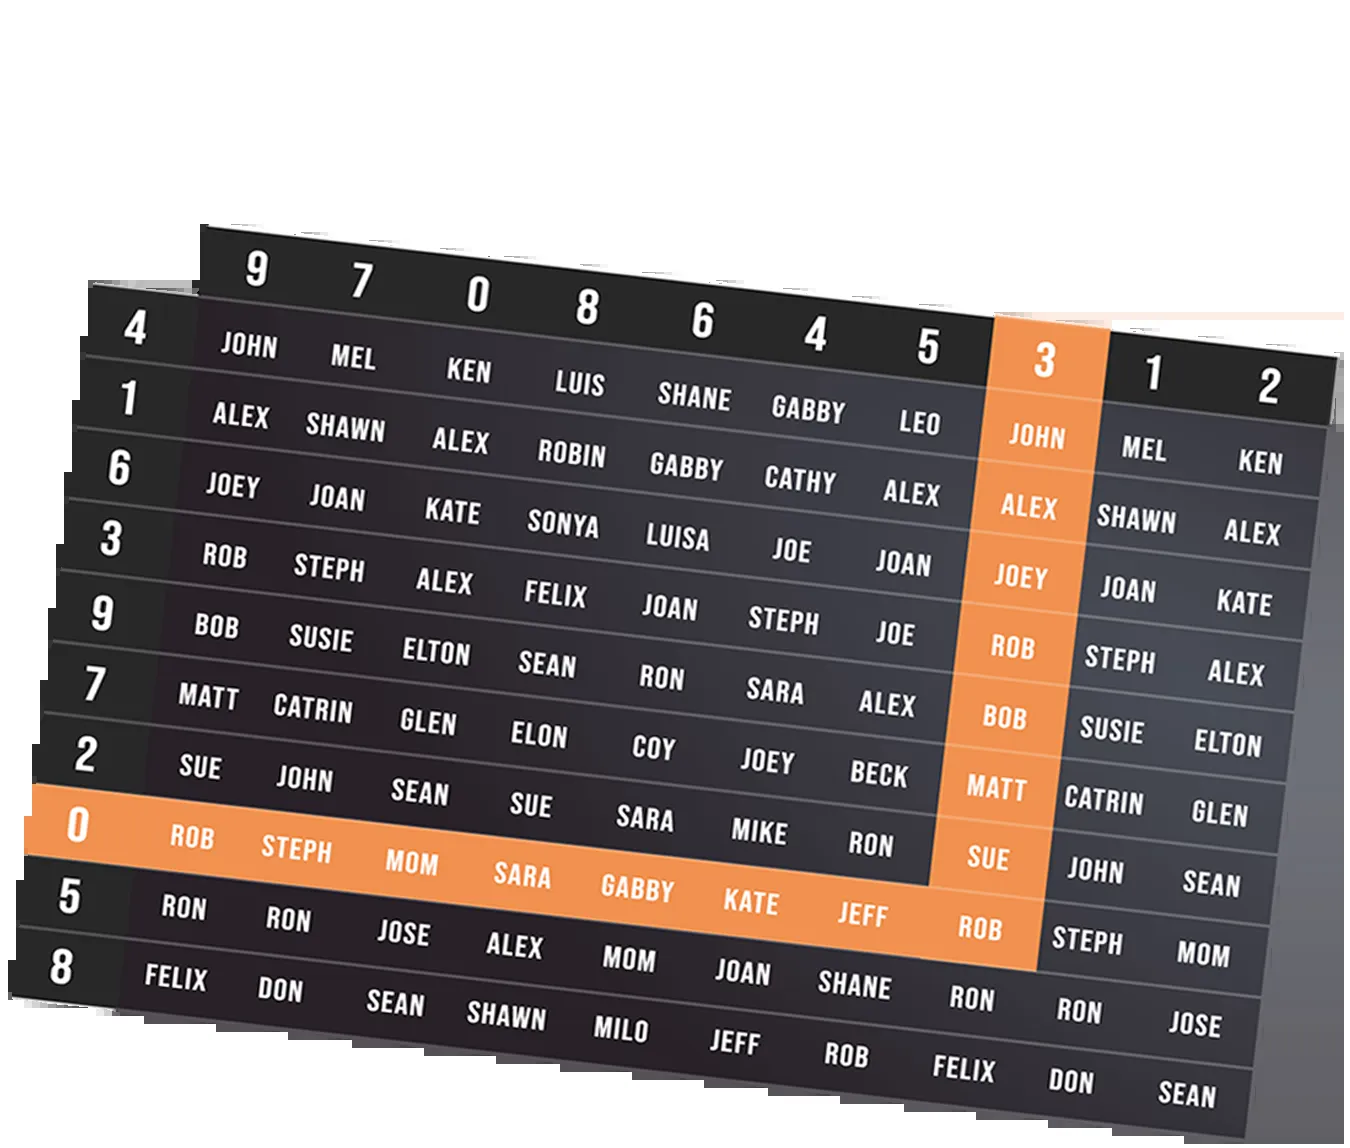 9 7 0 8 6 4 5 3 1 2
4 JOHN MEL KEN LUIS SHANE GABBY LEO JOHN MEL KEN
1 ALEX SHAWN ALEX ROBIN GABBY CATHY ALEX ALEX SHAWN ALEX
6 JOEY JOAN KATE SONYA LUISA JOE JOAN JOEY JOAN KATE
3 ROB STEPH ALEX FELIX JOAN STEPH JOE ROB STEPH ALEX
9 BOB SUSIE ELTON SEAN RON SARA ALEX BOB SUSIE ELTON
7 MATT CATRIN GLEN ELON COY JOEY BECK MATT CATRIN GLEN
2 SUE JOHN SEAN SUE SARA MIKE RON SUE JOHN SEAN
0 ROB STEPH MOM SARA GABBY KATE JEFF ROB STEPH MOM
5 RON RON JOSE ALEX MOM JOAN SHANE RON RON JOSE
8 FELIX DON SEAN SHAWN MILO JEFF ROB FELIX DON SEAN